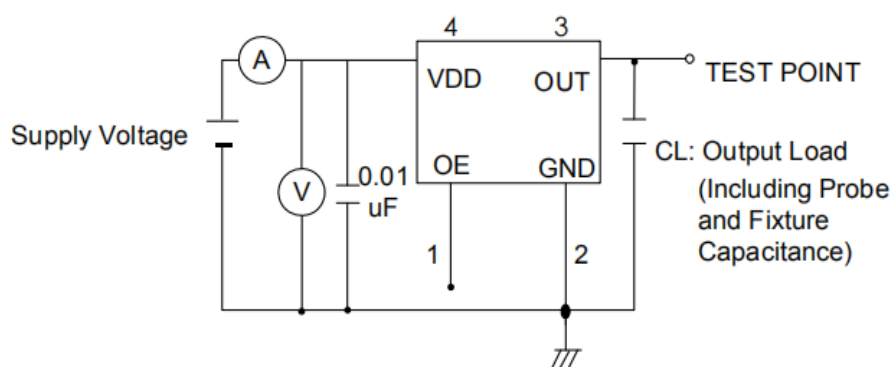 4
3
A
VDD
OUT
TEST POINT
Supply Voltage
OE
GND
CL: Output Load
(Including Probe
and Fixture
Capacitance)
V
0.01
uF
1
2